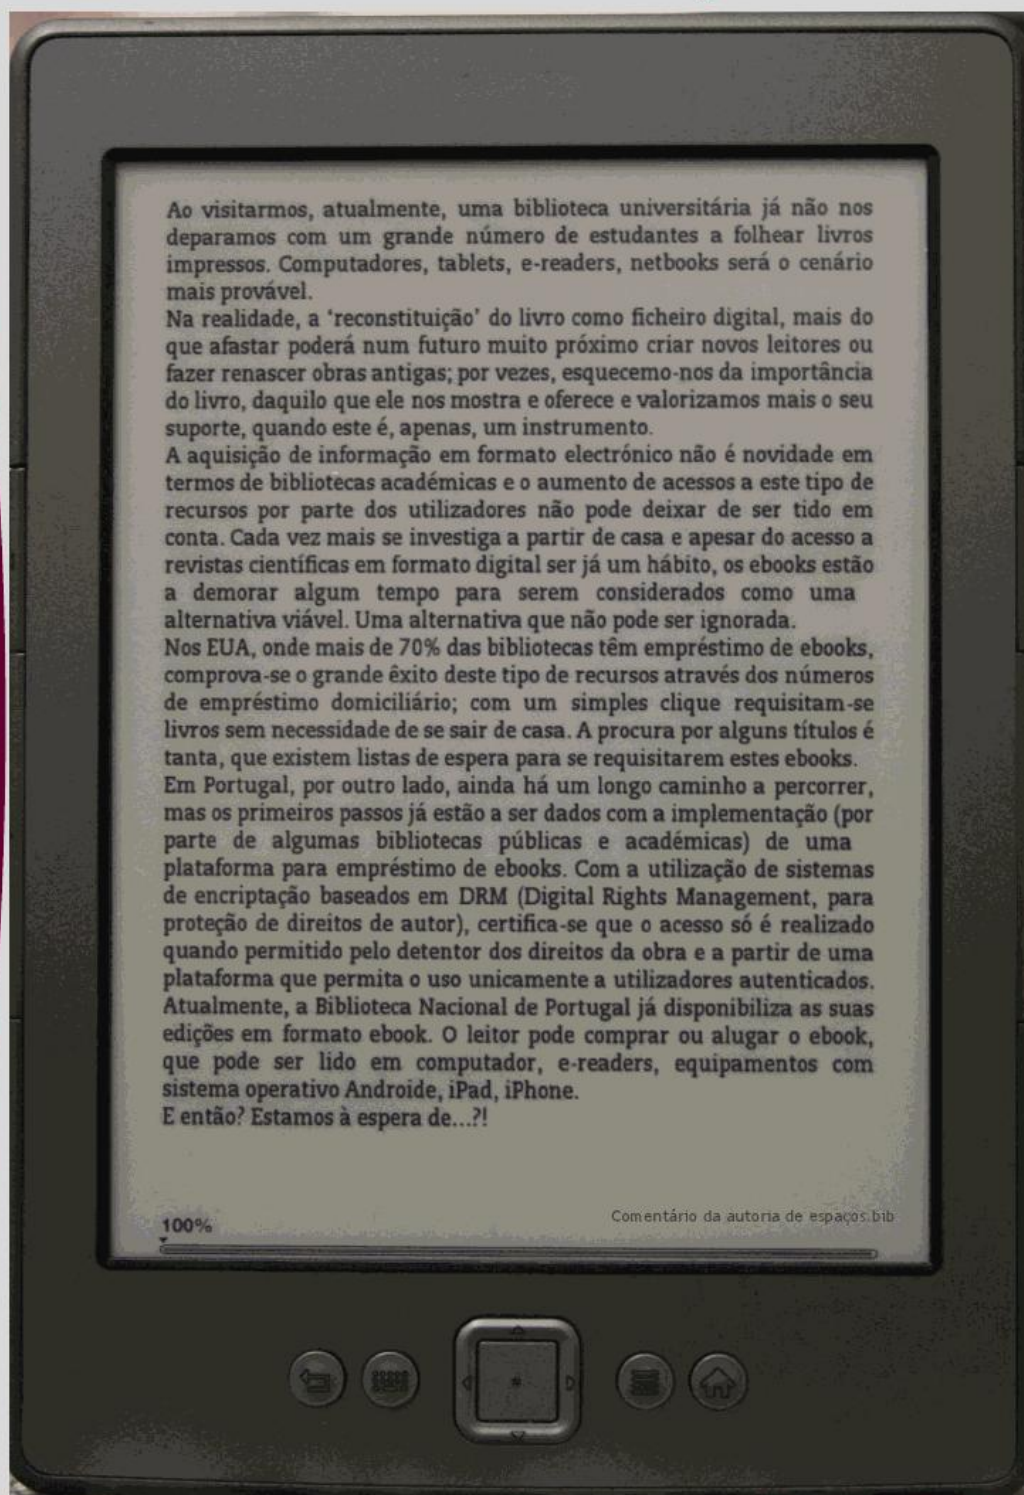 Ao visitarmos, atualmente, uma biblioteca universitária já não nos
deparamos com um grande número de estudantes a folhear livros
impressos. Computadores, tablets, e-readers, netbooks será o cenário
mais provável.
Na realidade, a ‘reconstituição’ do livro como ficheiro digital, mais do
que afastar poderá num futuro muito próximo criar novos leitores ou
fazer renascer obras antigas; por vezes, esquecemo-nos da importância
do livro, daquilo que ele nos mostra e oferece e valorizamos mais o seu
suporte, quando este é, apenas, um instrumento.
A aquisição de informação em formato electrónico não é novidade em
termos de bibliotecas académicas e o aumento de acessos a este tipo de
recursos por parte dos utilizadores não pode deixar de ser tido em
conta. Cada vez mais se investiga a partir de casa e apesar do acesso a
revistas científicas em formato digital ser já um hábito, os ebooks estão
a demorar algum tempo para serem considerados como uma
alternativa viável. Uma alternativa que não pode ser ignorada.
Nos EUA, onde mais de 70% das bibliotecas têm empréstimo de ebooks,
comprova-se o grande êxito deste tipo de recursos através dos números
de empréstimo domiciliário; com um simples clique requisitam-se
livros sem necessidade de se sair de casa. A procura por alguns títulos é
tanta, que existem listas de espera para se requisitarem estes ebooks.
Em Portugal, por outro lado, ainda há um longo caminho a percorrer,
mas os primeiros passos já estão a ser dados com a implementação (por
parte de algumas bibliotecas públicas e académicas) de uma
plataforma para empréstimo de ebooks. Com a utilização de sistemas
de encriptação baseados em DRM (Digital Rights Management, para
proteção de direitos de autor), certifica-se que o acesso só é realizado
quando permitido pelo detentor dos direitos da obra e a partir de uma
plataforma que permita o uso unicamente a utilizadores autenticados.
Atualmente, a Biblioteca Nacional de Portugal já disponibiliza as suas
edições em formato ebook. O leitor pode comprar ou alugar o ebook,
que pode ser lido em computador, e-readers, equipamentos com
sistema operativo Androide, iPad, iPhone.
E então? Estamos à espera de...?!
Comentário da autoria de espaços.bib
100%